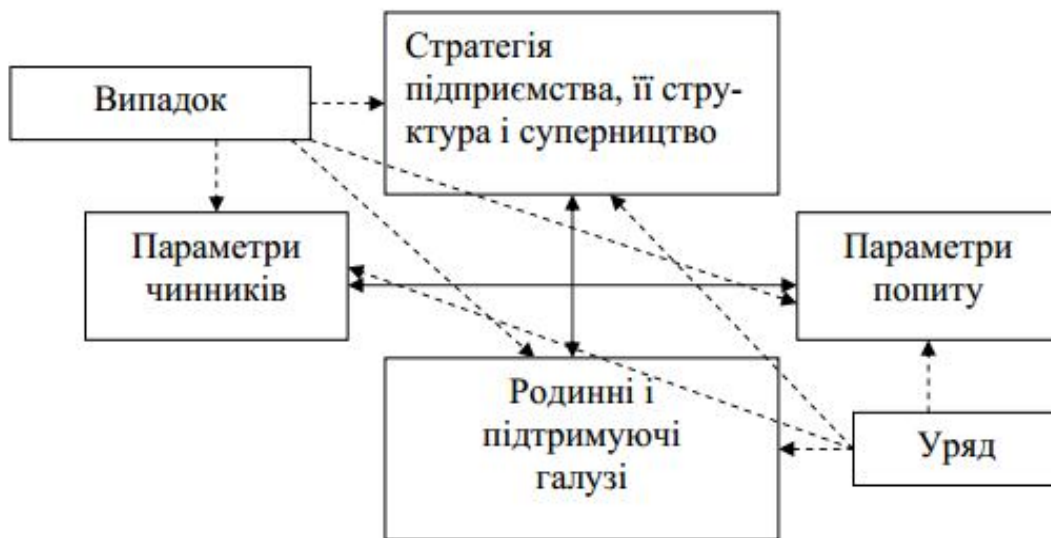 Стратегія
підприємства, її стру-
ктура і суперництво
Випадок
Параметри
чинників
Параметри
попиту
Родинні і
підтримуючі
галузі
Уряд